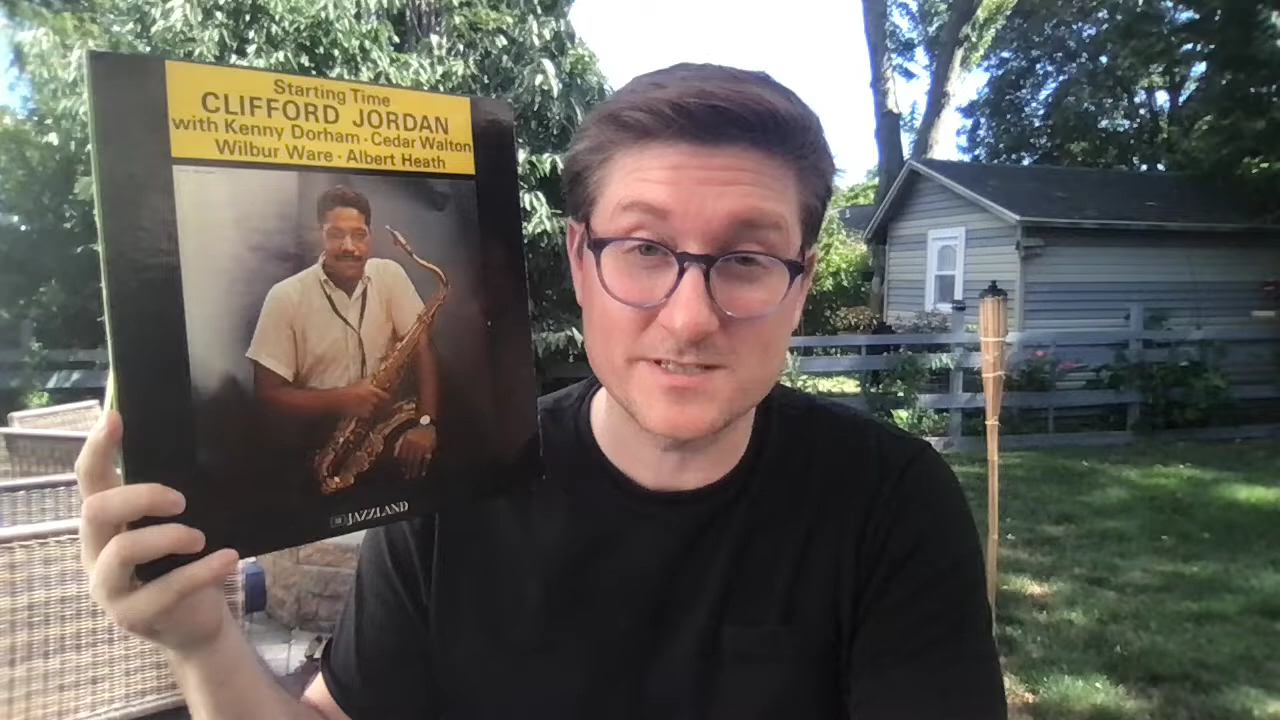 Starting Time
CLIFFORD JORDAN
with Kenny Dorham · Cedar Walton
Wilbur Ware · Albert Heath
JAZZLAND